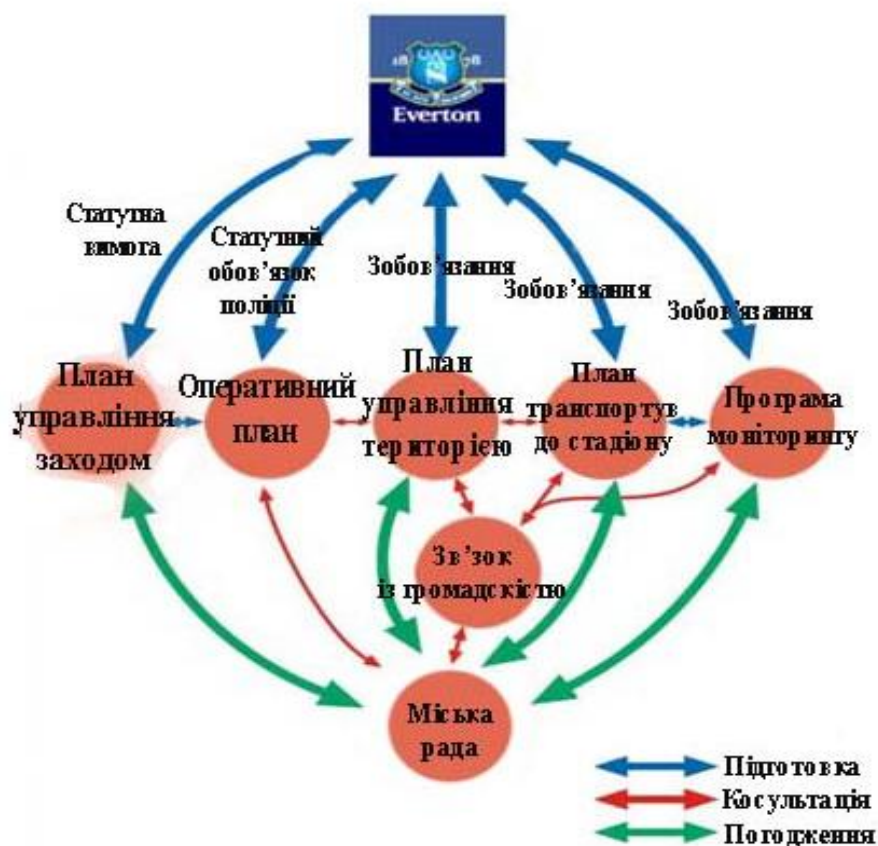 Everton
Статутна
вимога
Статутний
обов’язок
поліції
Зобов’язання
Зобов’язання
Зобов’язання
План
управління
заходом
Оперативний
план
План
управління
територією
План
транспортув
до стадіону
Програма
моніторингу
Зв’зок
із громадскістю
Міська
рада
Підготовка
Косультація
Погодження